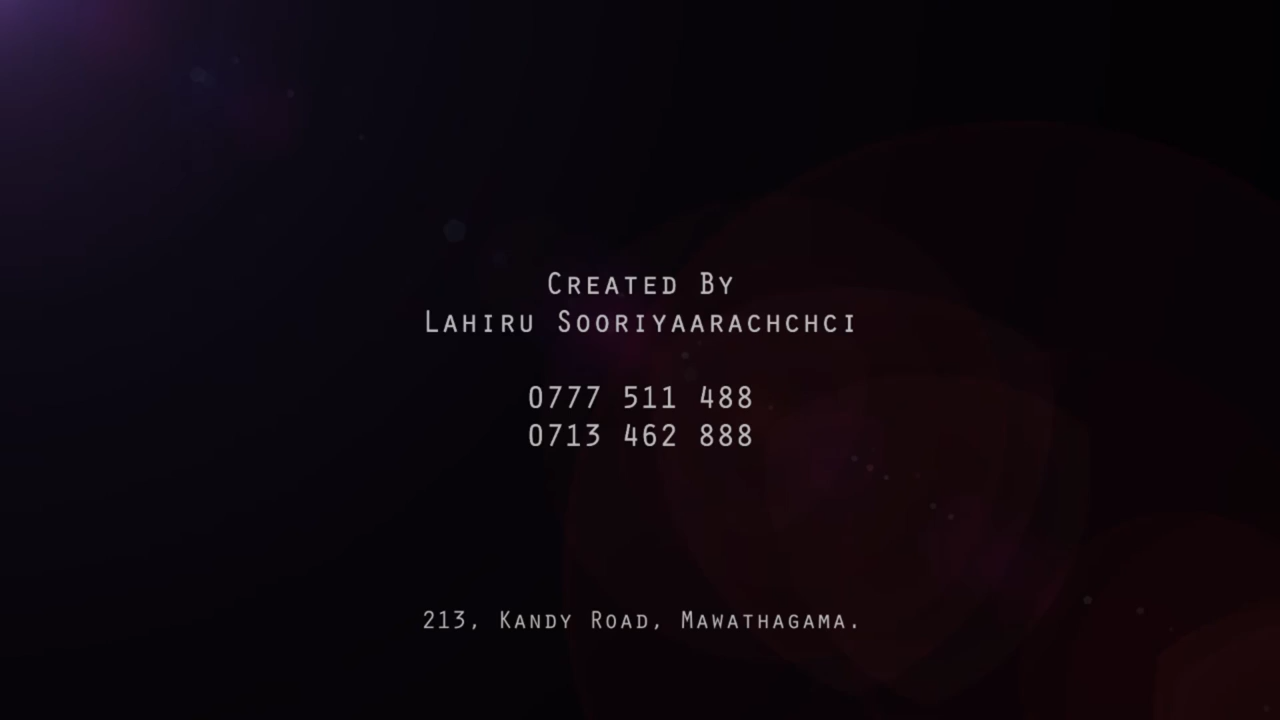 Created By
Lahiru Sooriyaarachchci
0777 511 488
0713 462 888
213, Kandy Road, Mawathagama.